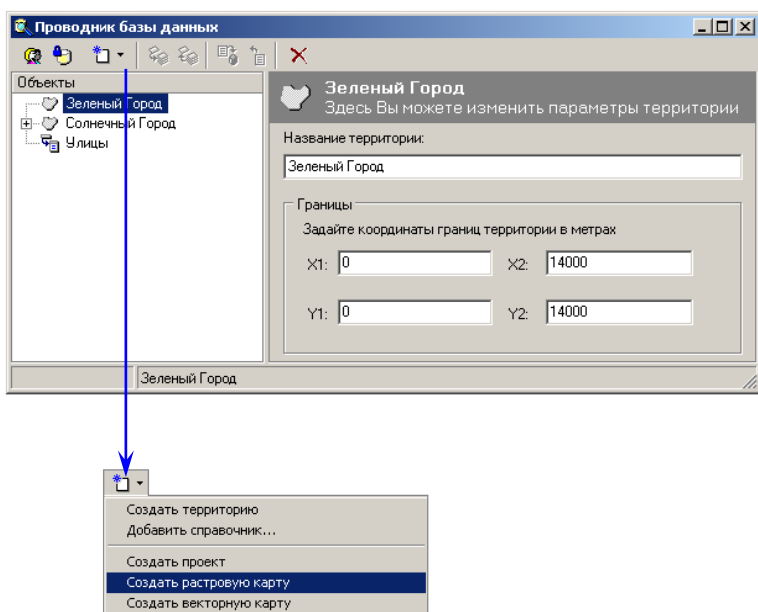 Проводник базы данных
Объекты
Зеленый Город
Солнечный Город
Улицы
Зеленый Город
Здесь Вы можете изменить параметры территории
Название территории:
Зеленый Город
Границы
Задайте координаты границ территории в метрах
X1: 0 X2: 14000
Y1: 0 Y2: 14000
Зеленый Город
Создать территорию
Добавить справочник...
Создать проект
Создать растровую карту
Создать векторную карту